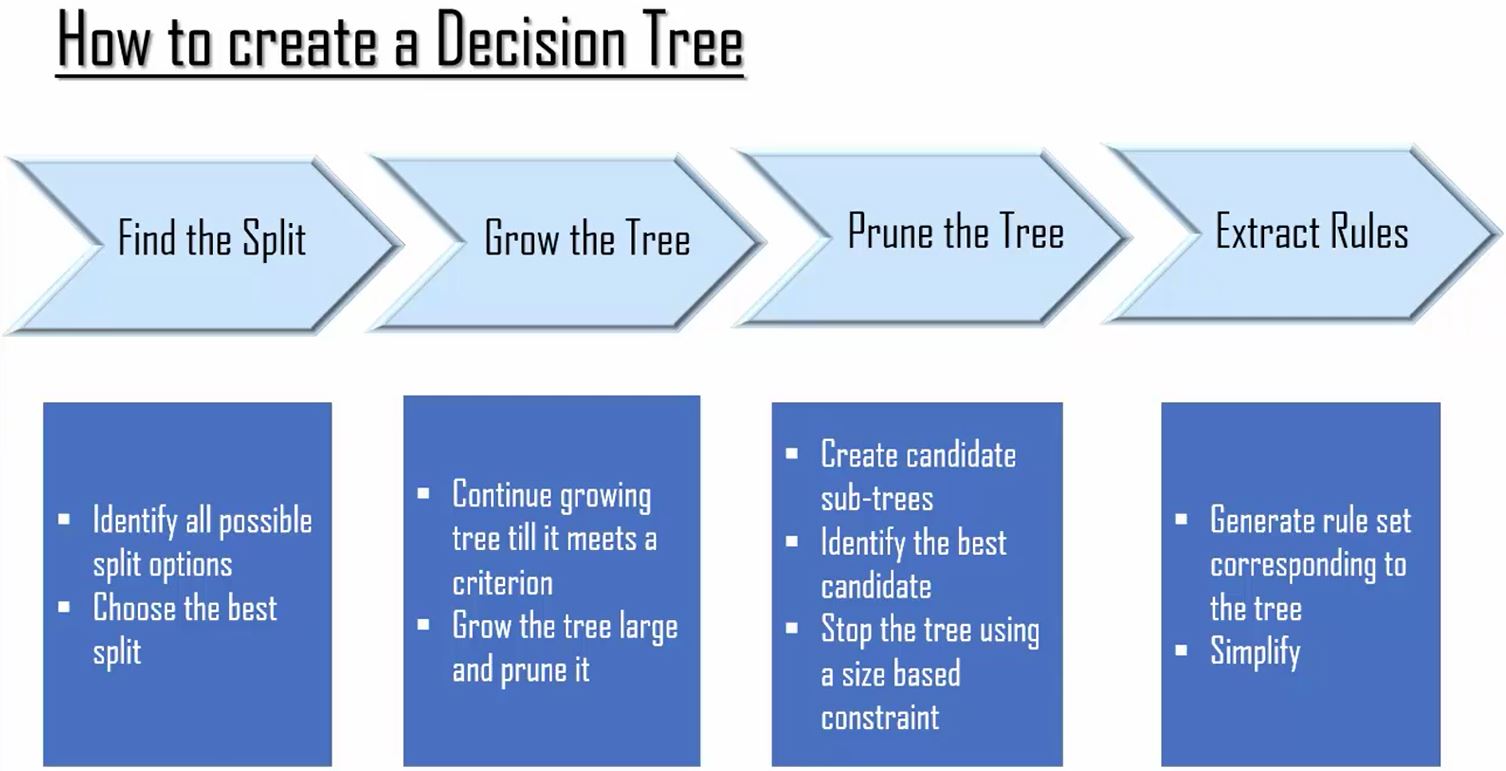 How to create a Decision Tree
Find the Split
Grow the Tree
Prune the Tree
Extract Rules
▪ Identify all possible
split options
▪ Choose the best
split
▪ Continue growing
tree till it meets a
criterion
▪ Grow the tree large
and prune it
▪ Create candidate
sub-trees
▪ Identify the best
candidate
▪ Stop the tree using
a size based
constraint
▪ Generate rule set
corresponding to
the tree
▪ Simplify